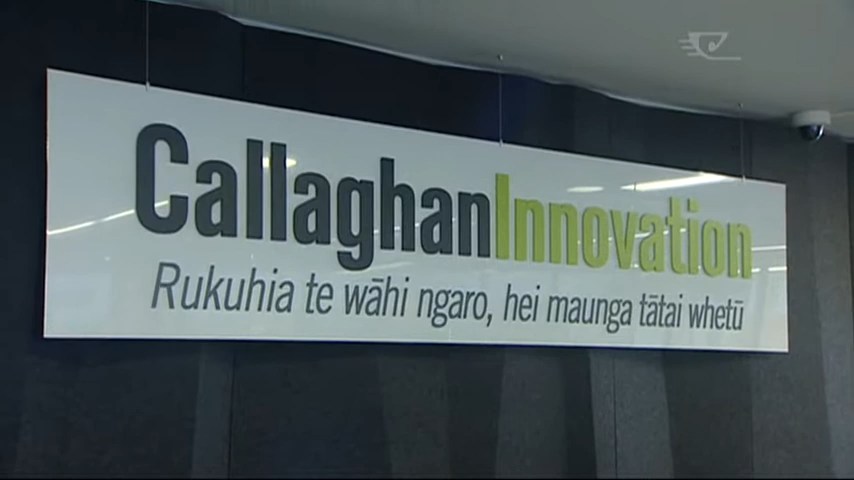 CallaghanInnovation
Rukuhia te wāhi ngaro, hei maunga tātai whetū